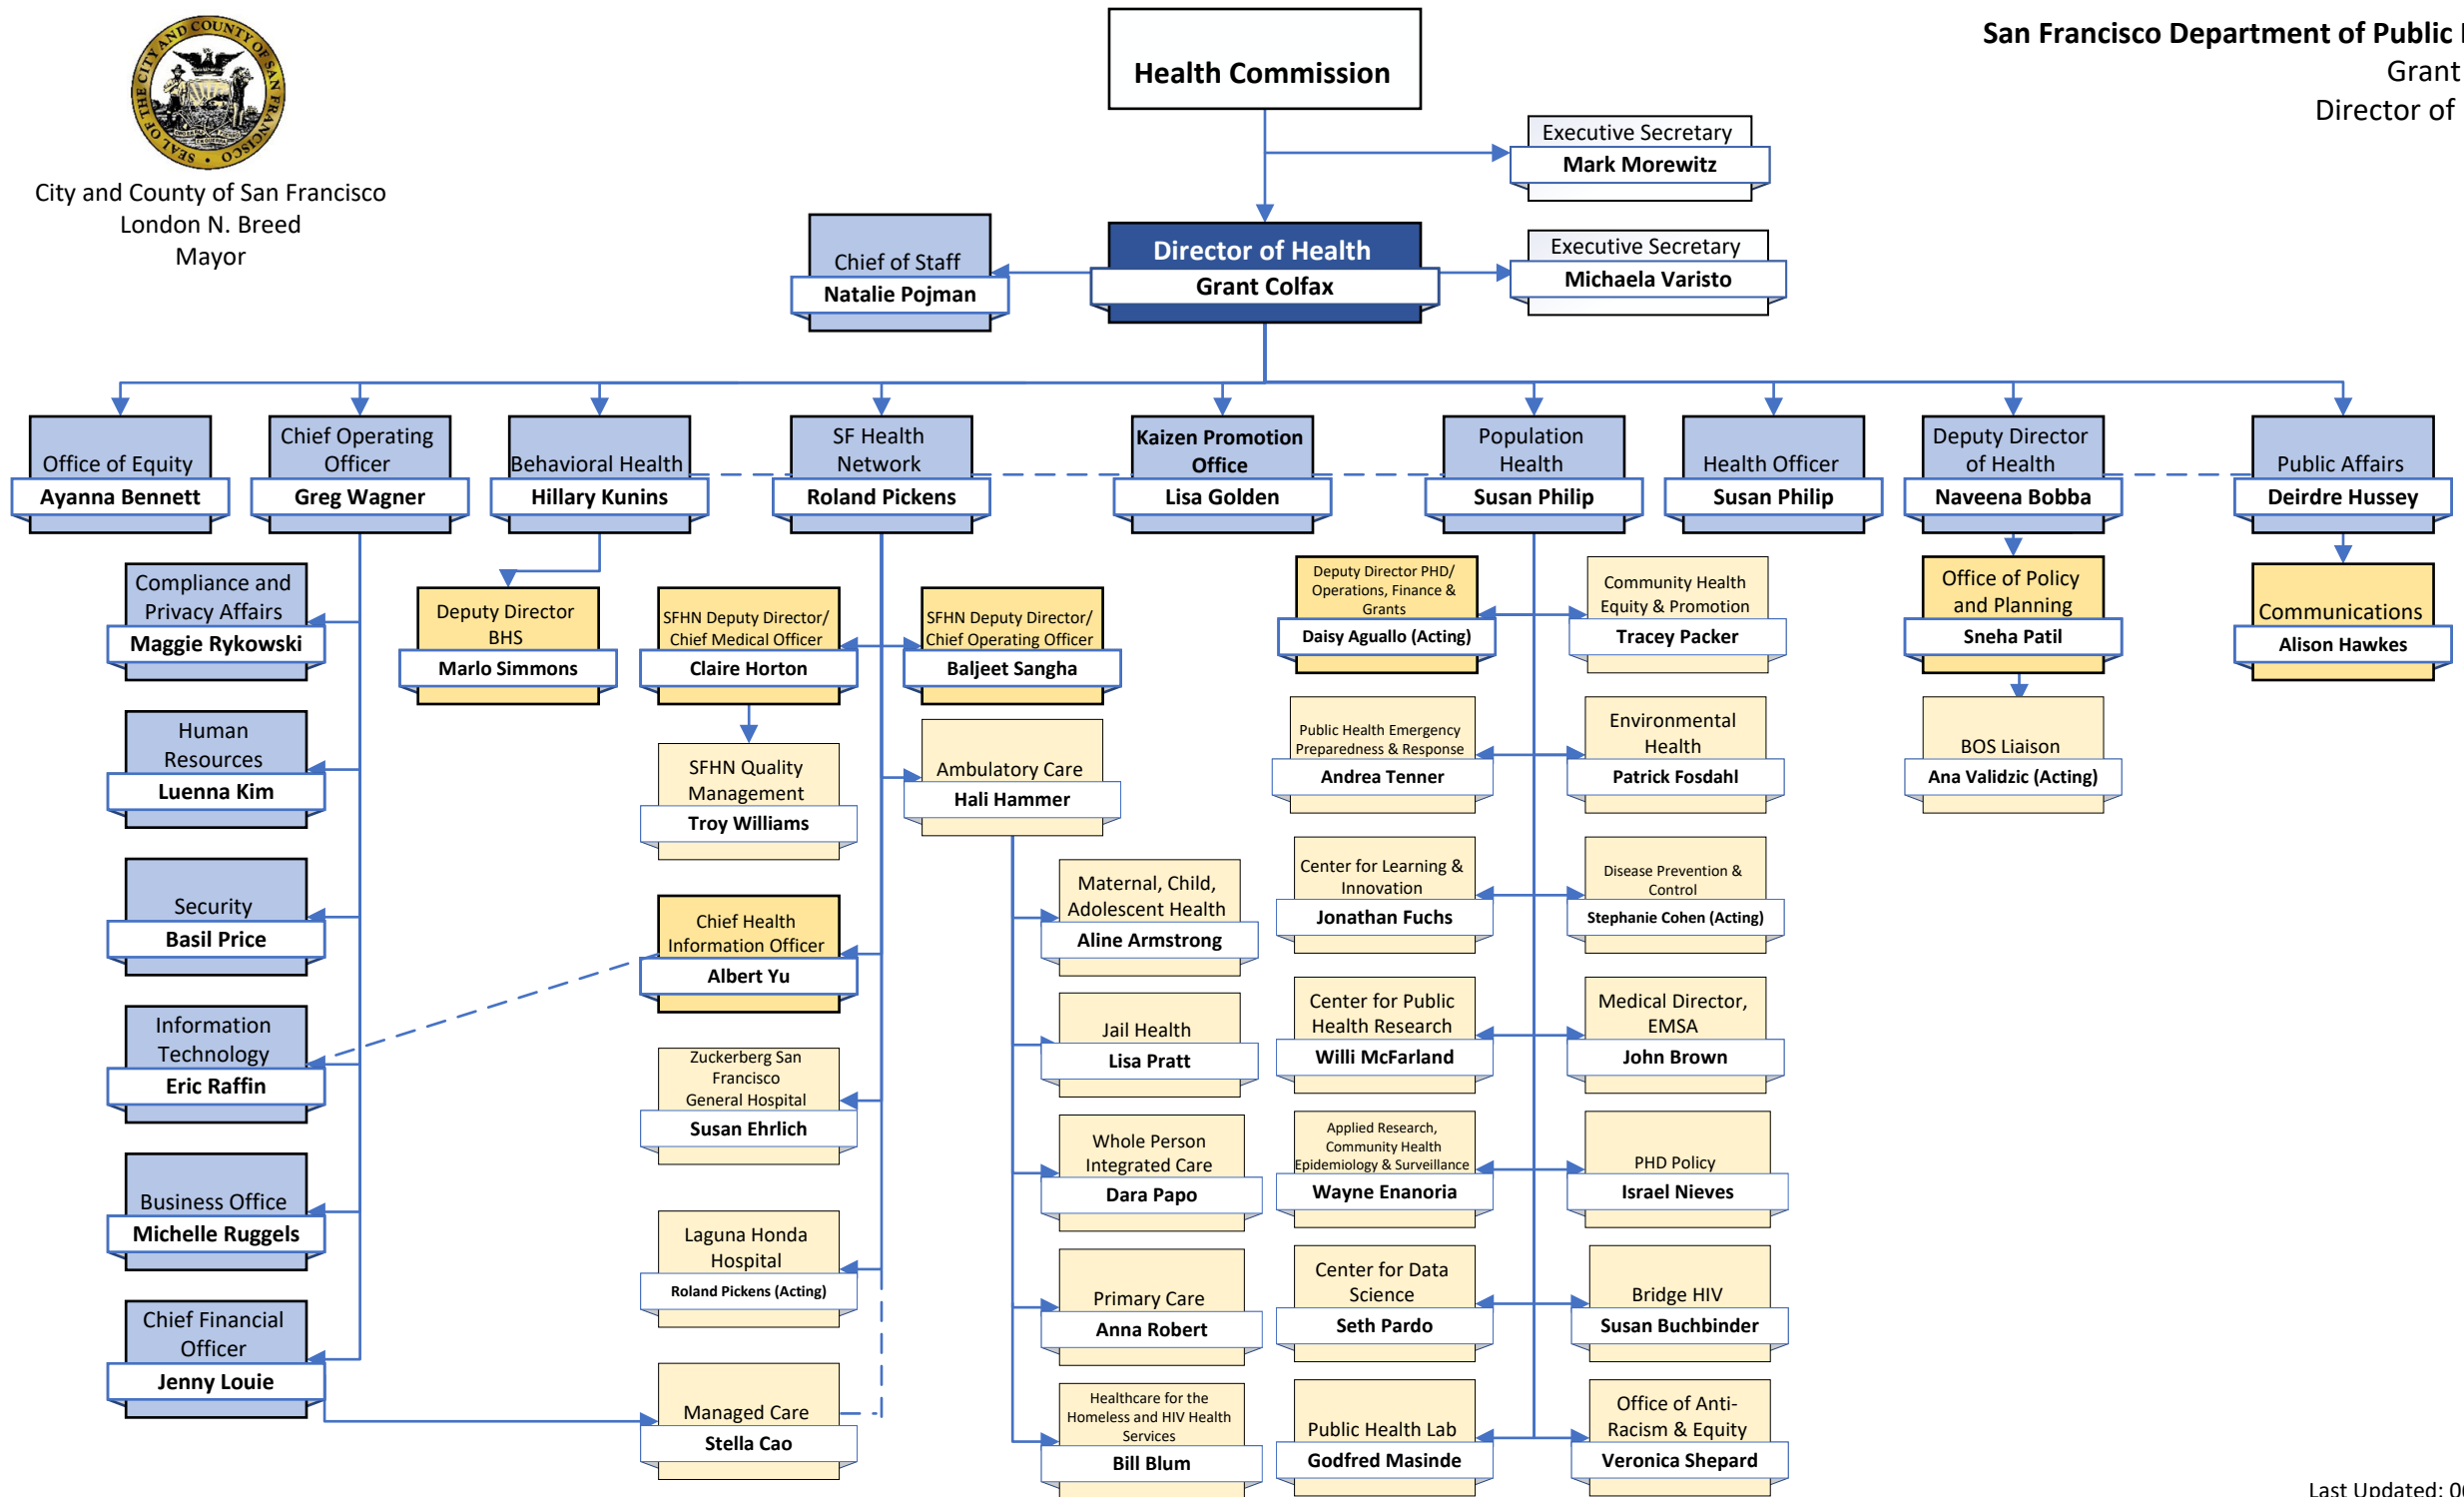 SEAL OF THE CITY AND COUNTY OF SAN FRANCISCO
City and County of San Francisco
London N. Breed
Mayor
Health Commission
San Francisco Department of Public
Grant
Director of
Executive Secretary
Mark Morewitz
Chief of Staff
Natalie Pojman
Director of Health
Grant Colfax
Executive Secretary
Michaela Varisto
Office of Equity
Ayanna Bennett
Chief Operating
Officer
Greg Wagner
Behavioral Health
Hillary Kunins
SF Health
Network
Roland Pickens
Kaizen Promotion
Office
Lisa Golden
Population
Health
Susan Philip
Health Officer
Susan Philip
Deputy Director
of Health
Naveena Bobba
Public Affairs
Deirdre Hussey
Compliance and
Privacy Affairs
Maggie Rykowski
Human
Resources
Luenna Kim
Security
Basil Price
Information
Technology
Eric Raffin
Business Office
Michelle Ruggels
Chief Financial
Officer
Jenny Louie
Deputy Director
BHS
Marlo Simmons
SFHN Deputy Director/
Chief Medical Officer
Claire Horton
SFHN Deputy Director/
Chief Operating Officer
Baljeet Sangha
SFHN Quality
Management
Troy Williams
Chief Health
Information Officer
Albert Yu
Zuckerberg San
Francisco
General Hospital
Susan Ehrlich
Laguna Honda
Hospital
Roland Pickens (Acting)
Managed Care
Stella Cao
Ambulatory Care
Hali Hammer
Maternal, Child,
Adolescent Health
Aline Armstrong
Jail Health
Lisa Pratt
Whole Person
Integrated Care
Dara Papo
Primary Care
Anna Robert
Healthcare for the
Homeless and HIV Health
Services
Bill Blum
Deputy Director PHD/
Operations, Finance &
Grants
Daisy Aguallo (Acting)
Community Health
Equity & Promotion
Tracey Packer
Public Health Emergency
Preparedness & Response
Andrea Tenner
Environmental
Health
Patrick Fosdahl
Center for Learning &
Innovation
Jonathan Fuchs
Disease Prevention &
Control
Stephanie Cohen (Acting)
Center for Public
Health Research
Willi McFarland
Medical Director,
EMSA
John Brown
Applied Research,
Community Health
Epidemiology & Surveillance
Wayne Enanoria
PHD Policy
Israel Nieves
Center for Data
Science
Seth Pardo
Bridge HIV
Susan Buchbinder
Public Health Lab
Godfred Masinde
Office of Anti-
Racism & Equity
Veronica Shepard
Office of Policy
and Planning
Sneha Patil
BOS Liaison
Ana Validzic (Acting)
Communications
Alison Hawkes
Last Updated: